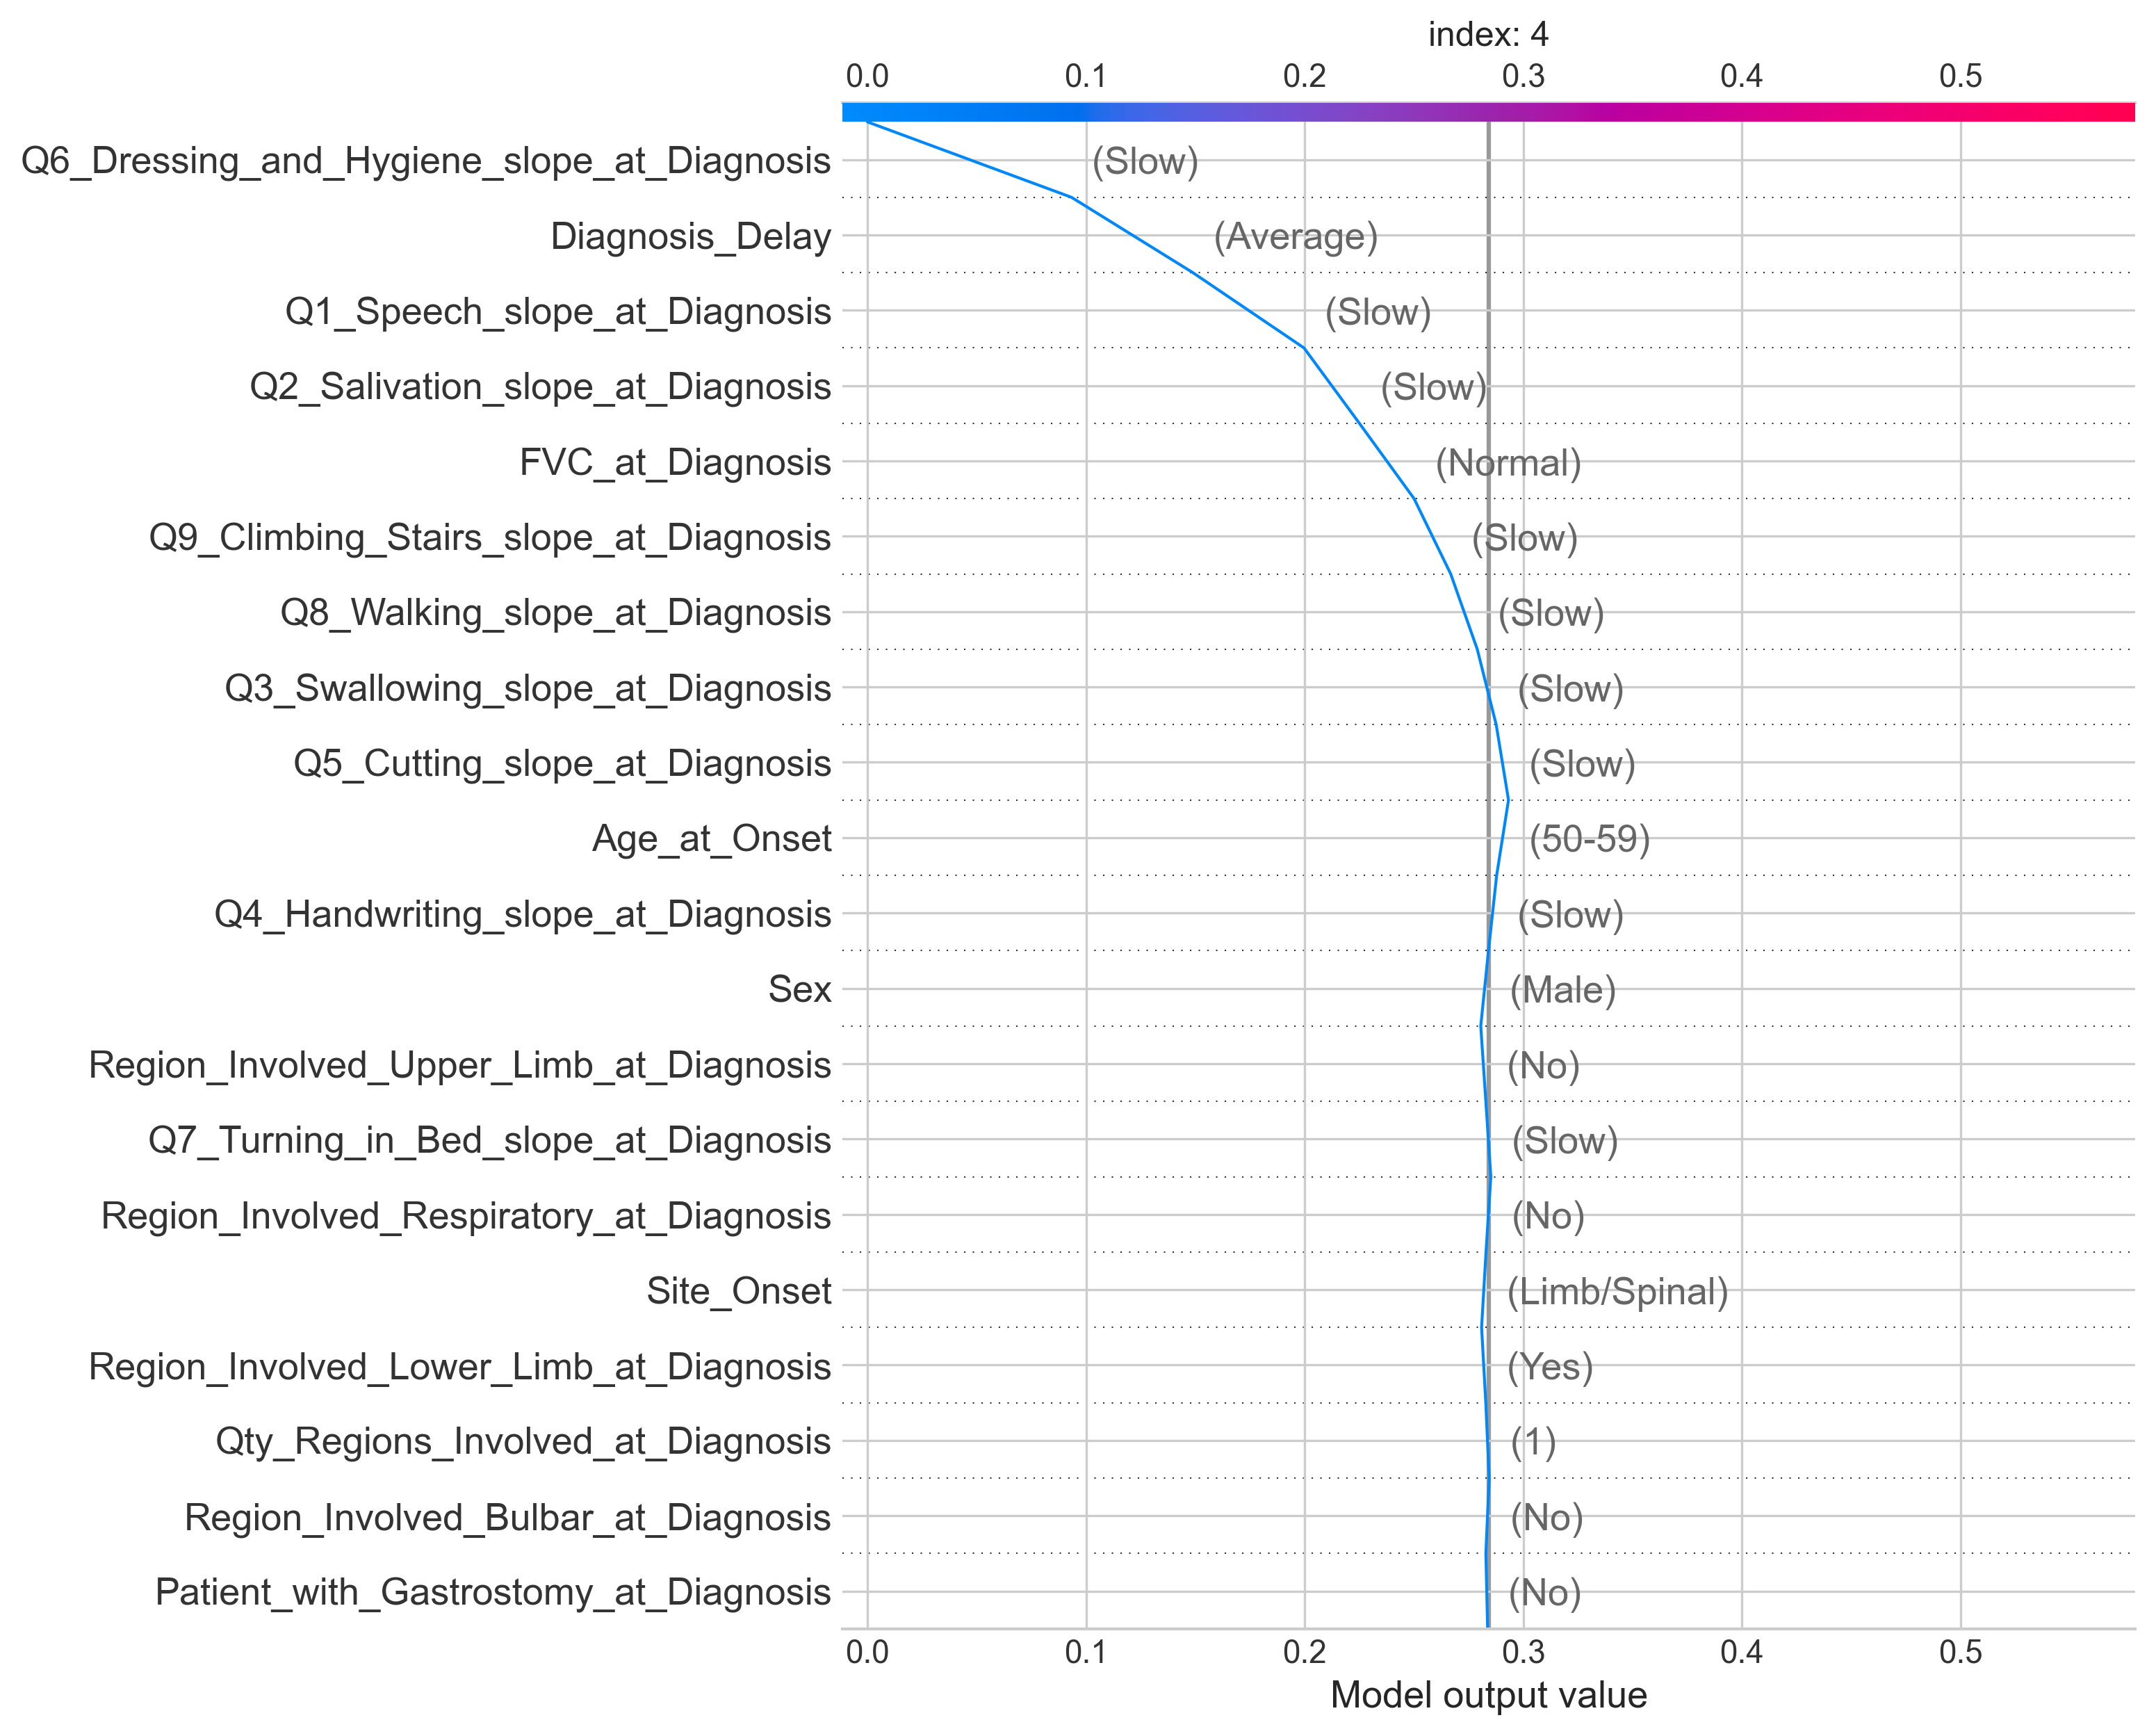 index: 4
0.0 0.1 0.2 0.3 0.4 0.5
Q6_Dressing_and_Hygiene_slope_at_Diagnosis (Slow)
Diagnosis_Delay (Average)
Q1_Speech_slope_at_Diagnosis (Slow)
Q2_Salivation_slope_at_Diagnosis (Slow)
FVC_at_Diagnosis (Normal)
Q9_Climbing_Stairs_slope_at_Diagnosis (Slow)
Q8_Walking_slope_at_Diagnosis (Slow)
Q3_Swallowing_slope_at_Diagnosis (Slow)
Q5_Cutting_slope_at_Diagnosis (Slow)
Age_at_Onset (50-59)
Q4_Handwriting_slope_at_Diagnosis (Slow)
Sex (Male)
Region_Involved_Upper_Limb_at_Diagnosis (No)
Q7_Turning_in_Bed_slope_at_Diagnosis (Slow)
Region_Involved_Respiratory_at_Diagnosis (No)
Site_Onset (Limb/Spinal)
Region_Involved_Lower_Limb_at_Diagnosis (Yes)
Qty_Regions_Involved_at_Diagnosis (1)
Region_Involved_Bulbar_at_Diagnosis (No)
Patient_with_Gastrostomy_at_Diagnosis (No)
0.0 0.1 0.2 0.3 0.4 0.5
Model output value